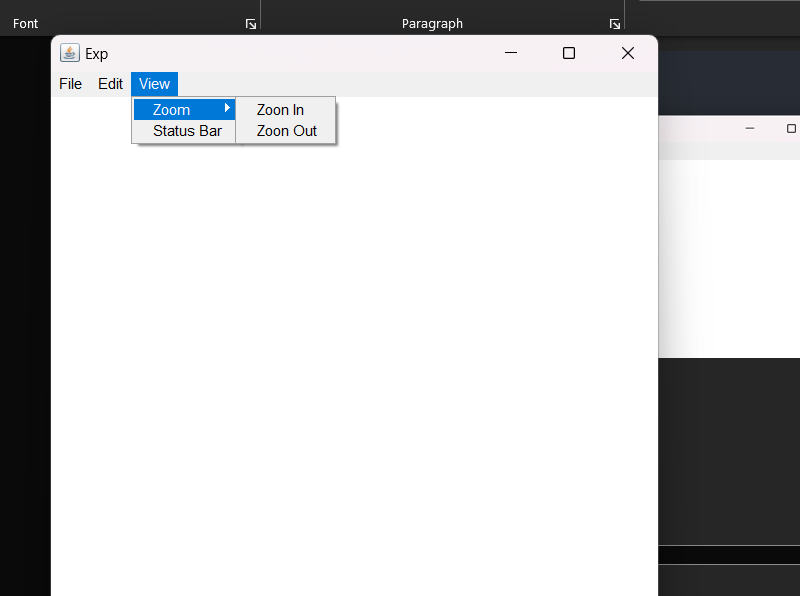 Font Paragraph
Exp
File Edit View
Zoom Zoon In
Status Bar Zoon Out